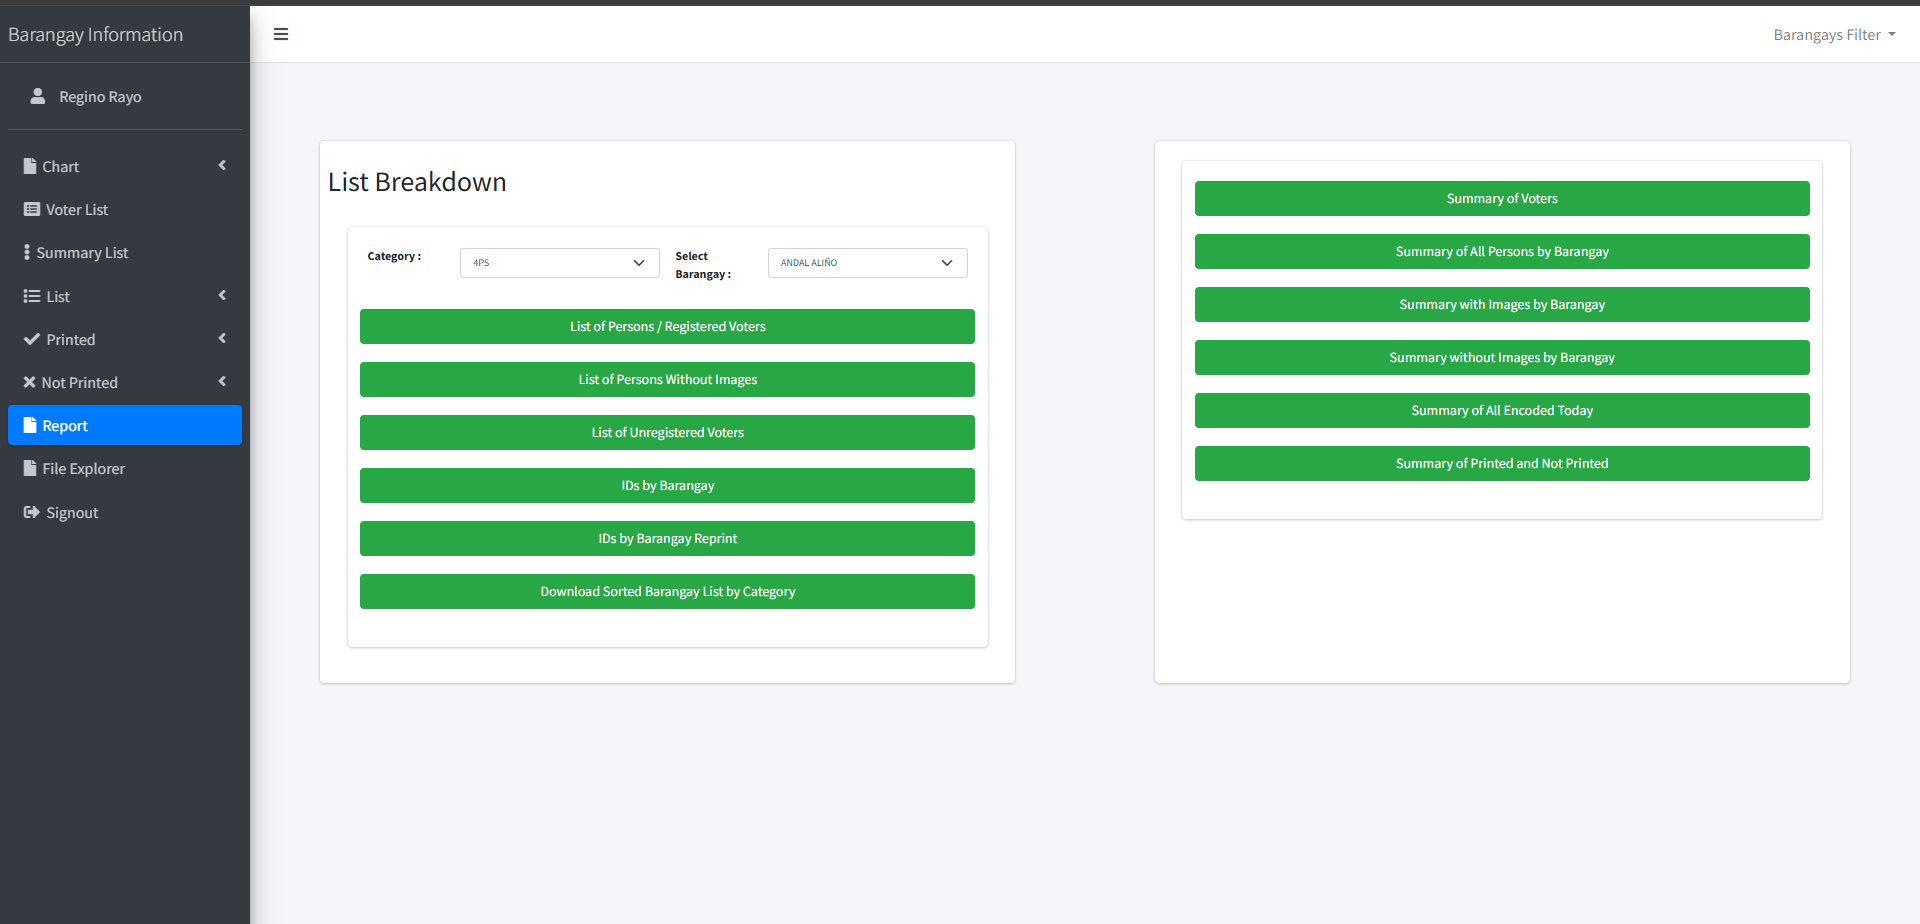 Barangay Information
Barangays Filter
Regino Rayo
Chart
Voter List
Summary List
List
Printed
Not Printed
Report
File Explorer
Signout
List Breakdown
Category :
4PS
Select
Barangay :
ANDAL ALIÑO
List of Persons / Registered Voters
List of Persons Without Images
List of Unregistered Voters
IDs by Barangay
IDs by Barangay Reprint
Download Sorted Barangay List by Category
Summary of Voters
Summary of All Persons by Barangay
Summary with Images by Barangay
Summary without Images by Barangay
Summary of All Encoded Today
Summary of Printed and Not Printed